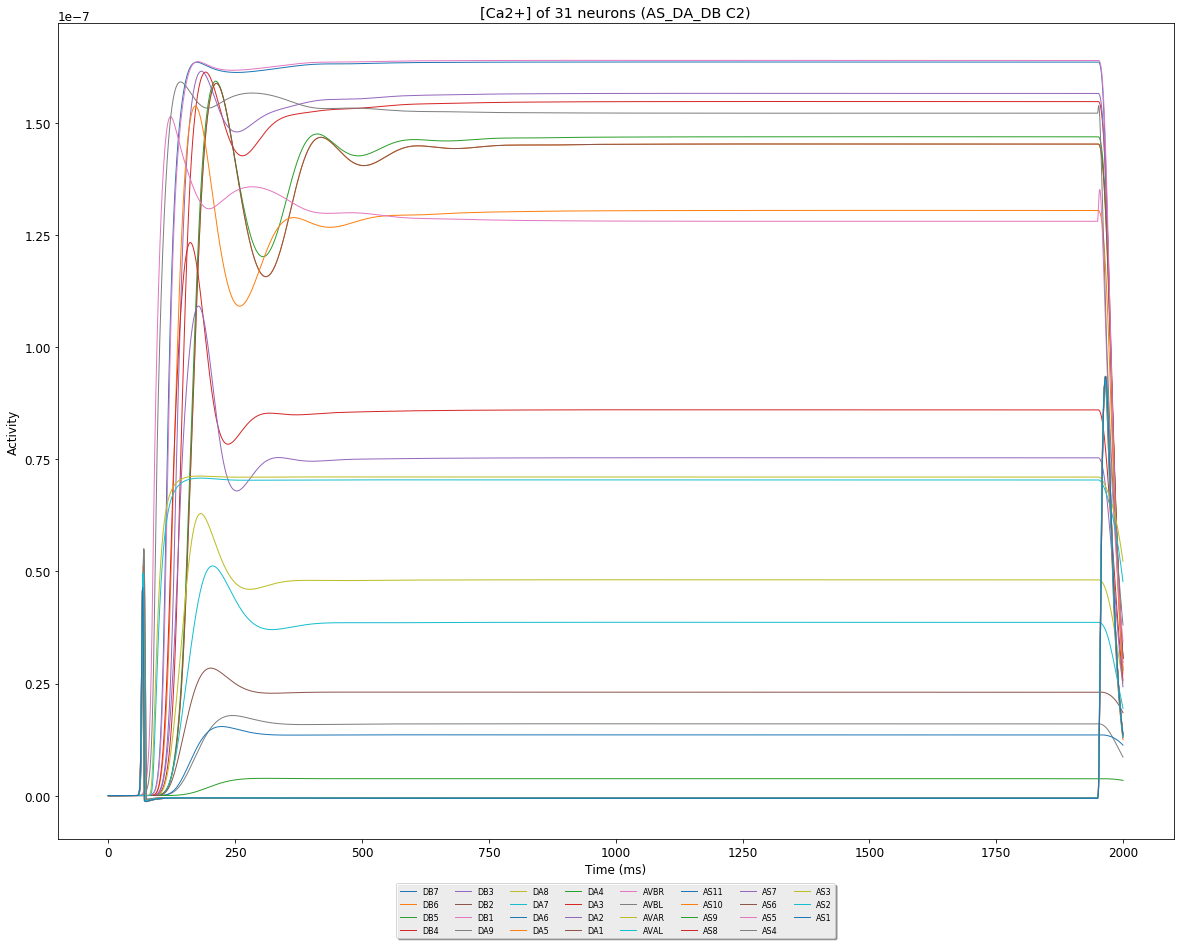 [Ca2+] of 31 neurons (AS_DA_DB C2)
1e−7
1.50
1.25
1.00
0.75
0.50
0.25
0.00
Activity
0 250 500 750 1000 1250 1500 1750 2000
Time (ms)
DB7 DB3 DA8 DA4 AVBR AS11 AS7 AS3
DB6 DB2 DA7 DA3 AVBL AS10 AS6 AS2
DB5 DB1 DA6 DA2 AVAR AS9 AS5 AS1
DB4 DA9 DA5 DA1 AVAL AS8 AS4